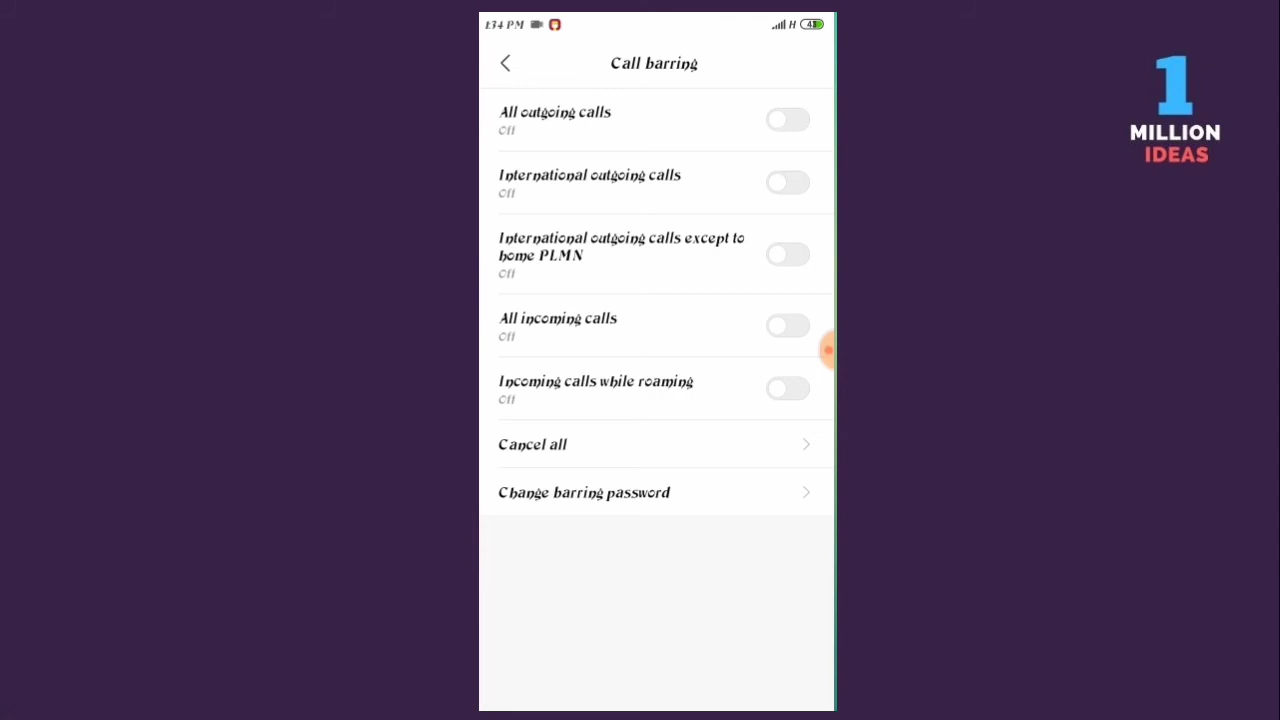 1:34 PM
H 43
Call barring
All outgoing calls
Off
International outgoing calls
Off
International outgoing calls except to
home PLMN
Off
All incoming calls
Off
Incoming calls while roaming
Off
Cancel all
Change barring password
1
MILLION
IDEAS